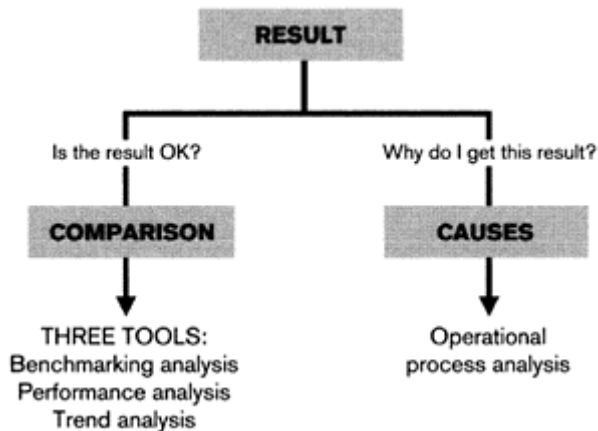 RESULT
Is the result OK?
Why do I get this result?
COMPARISON
CAUSES
THREE TOOLS:
Benchmarking analysis
Performance analysis
Trend analysis
Operational
process analysis